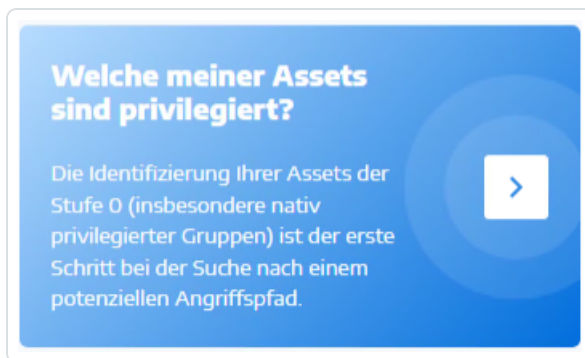 Welche meiner Assets
sind privilegiert?
Die Identifizierung Ihrer Assets der
Stufe 0 (insbesondere nativ
privilegierter Gruppen) ist der erste
Schritt bei der Suche nach einem
potenziellen Angriffspfad.